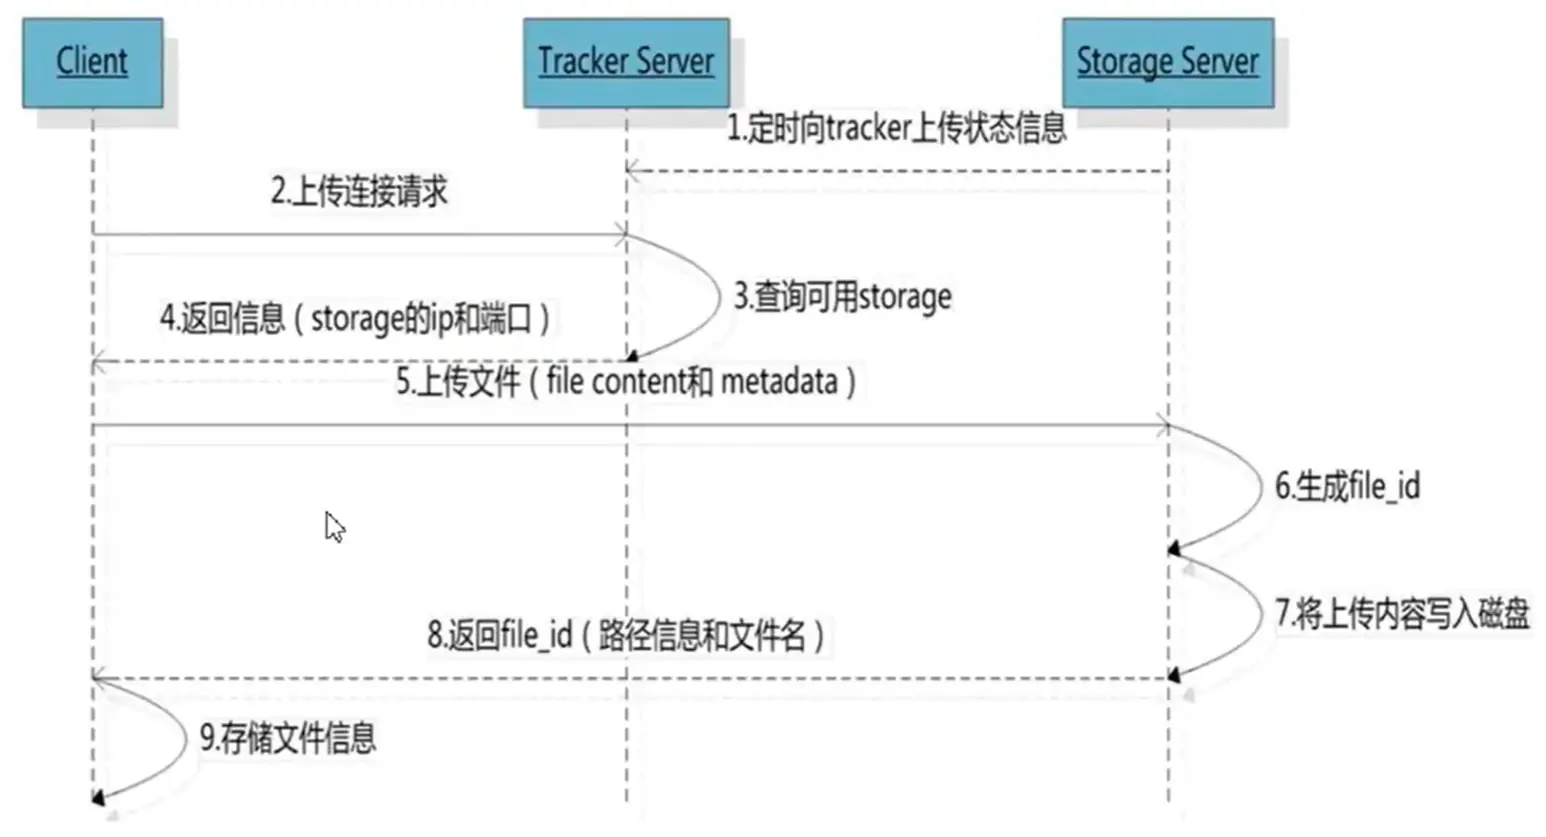 Client
Tracker Server
Storage Server
1.定时向tracker上传状态信息
2.上传连接请求
3.查询可用storage
4.返回信息（storage的ip和端口）
5.上传文件（file content和 metadata）
6.生成file_id
7.将上传内容写入磁盘
8.返回file_id（路径信息和文件名）
9.存储文件信息